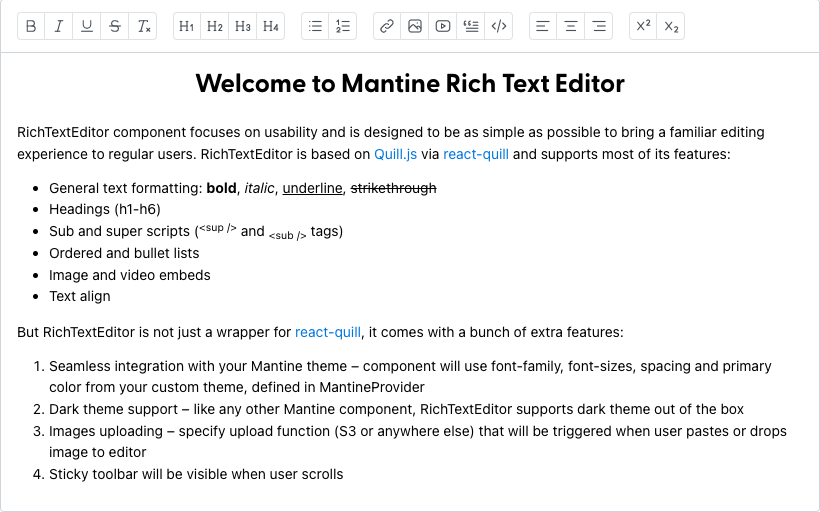 B I U S Tx H1 H2 H3 H4 </> X² X₂
Welcome to Mantine Rich Text Editor
RichTextEditor component focuses on usability and is designed to be as simple as possible to bring a familiar editing
experience to regular users. RichTextEditor is based on Quill.js via react-quill and supports most of its features:
• General text formatting: bold, italic, underline, strikethrough
• Headings (h1-h6)
• Sub and super scripts (<sup /> and <sub /> tags)
• Ordered and bullet lists
• Image and video embeds
• Text align
But RichTextEditor is not just a wrapper for react-quill, it comes with a bunch of extra features:
1. Seamless integration with your Mantine theme – component will use font-family, font-sizes, spacing and primary
color from your custom theme, defined in MantineProvider
2. Dark theme support – like any other Mantine component, RichTextEditor supports dark theme out of the box
3. Images uploading – specify upload function (S3 or anywhere else) that will be triggered when user pastes or drops
image to editor
4. Sticky toolbar will be visible when user scrolls